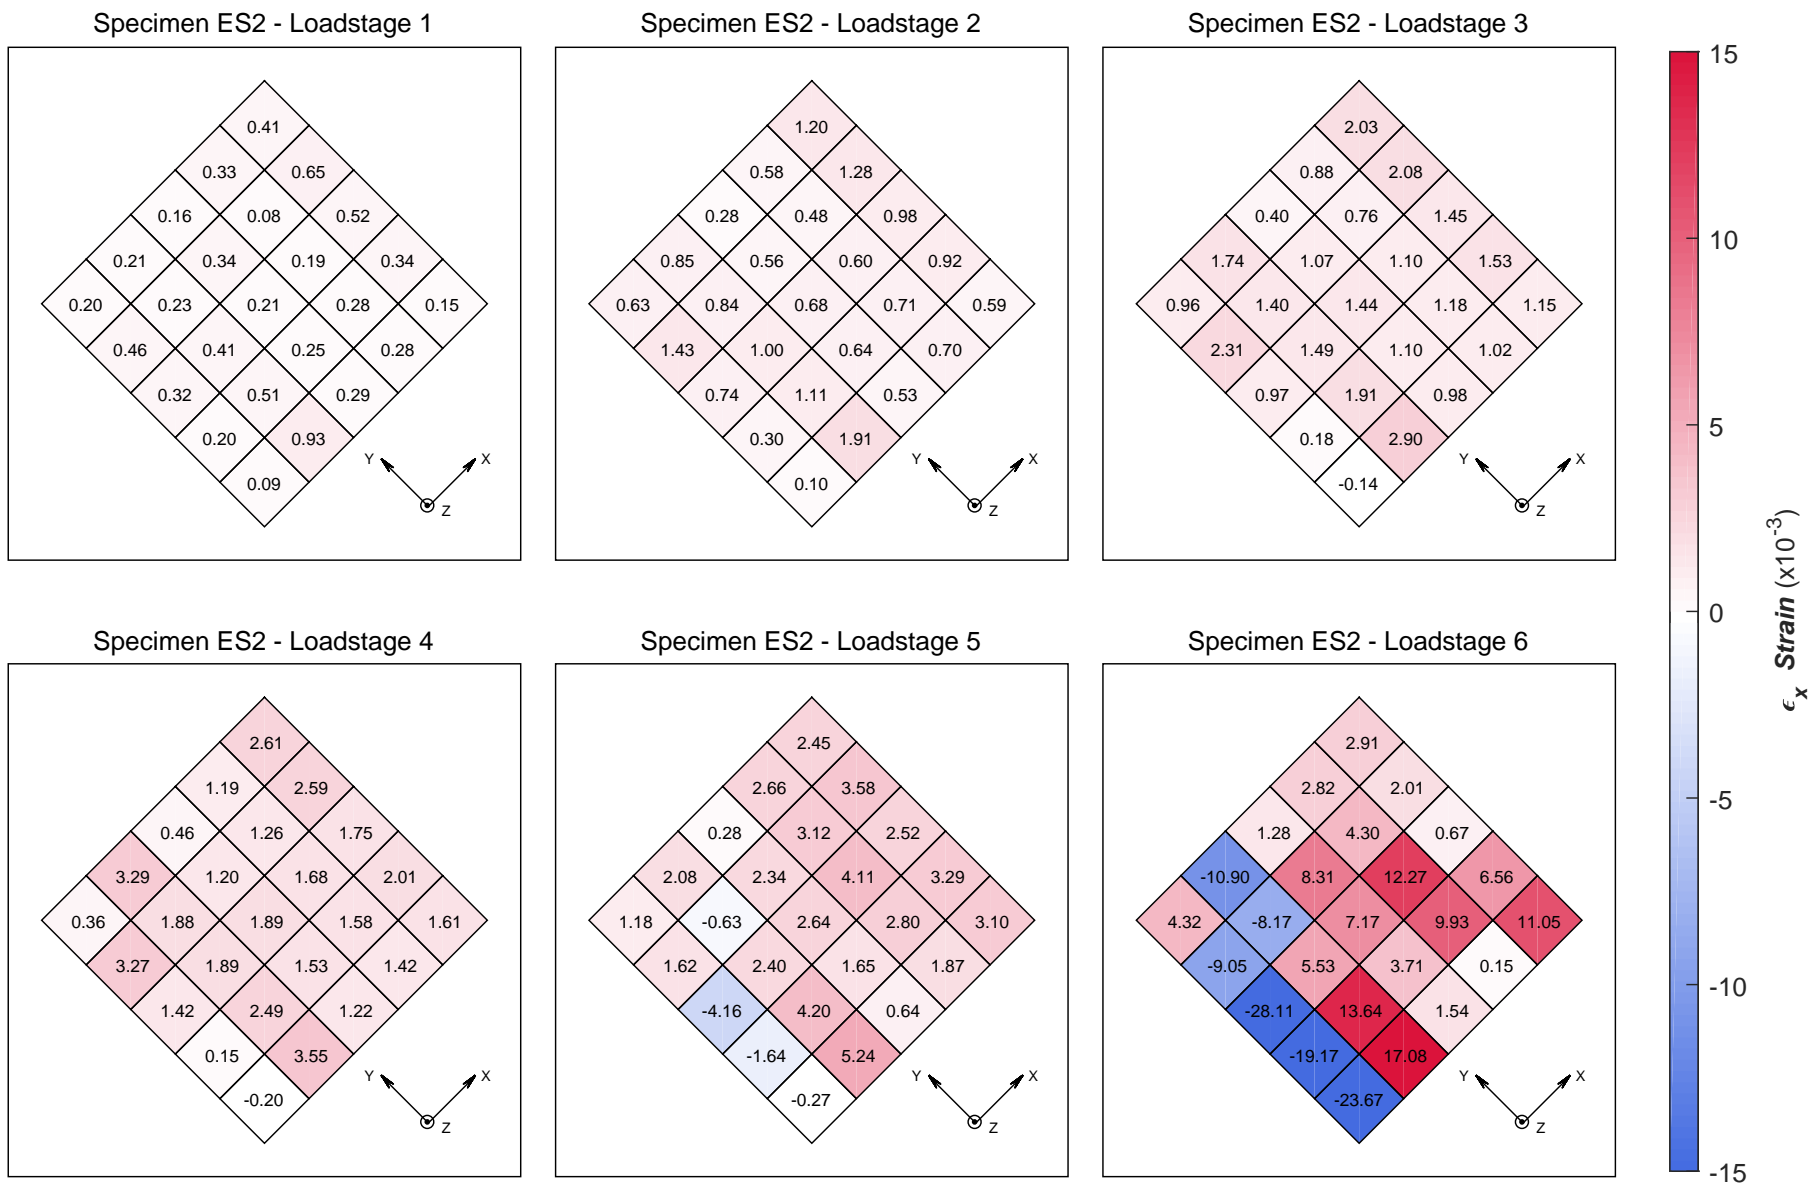 Specimen ES2 - Loadstage 1
0.41
0.33 0.65
0.16 0.08 0.52
0.21 0.34 0.19 0.34
0.20 0.23 0.21 0.28 0.15
0.46 0.41 0.25 0.28
0.32 0.51 0.29
0.20 0.93
0.09
Y X
Z
Specimen ES2 - Loadstage 2
1.20
0.58 1.28
0.28 0.48 0.98
0.85 0.56 0.60 0.92
0.63 0.84 0.68 0.71 0.59
1.43 1.00 0.64 0.70
0.74 1.11 0.53
0.30 1.91
0.10
Y X
Z
Specimen ES2 - Loadstage 3
2.03
0.88 2.08
0.40 0.76 1.45
1.74 1.07 1.10 1.53
0.96 1.40 1.44 1.18 1.15
2.31 1.49 1.10 1.02
0.97 1.91 0.98
0.18 2.90
-0.14
Y X
Z
Specimen ES2 - Loadstage 4
2.61
1.19 2.59
0.46 1.26 1.75
3.29 1.20 1.68 2.01
0.36 1.88 1.89 1.58 1.61
3.27 1.89 1.53 1.42
1.42 2.49 1.22
0.15 3.55
-0.20
Y X
Z
Specimen ES2 - Loadstage 5
2.45
2.66 3.58
0.28 3.12 2.52
2.08 2.34 4.11 3.29
1.18 -0.63 2.64 2.80 3.10
1.62 2.40 1.65 1.87
-4.16 4.20 0.64
-1.64 5.24
-0.27
Y X
Z
Specimen ES2 - Loadstage 6
2.91
2.82 2.01
1.28 4.30 0.67
-10.90 8.31 12.27 6.56
4.32 -8.17 7.17 9.93 11.05
-9.05 5.53 3.71 0.15
-28.11 13.64 1.54
-19.17 17.08
-23.67
Y X
Z
15
10
5
0
-5
-10
-15
ϵx Strain (x10-3)